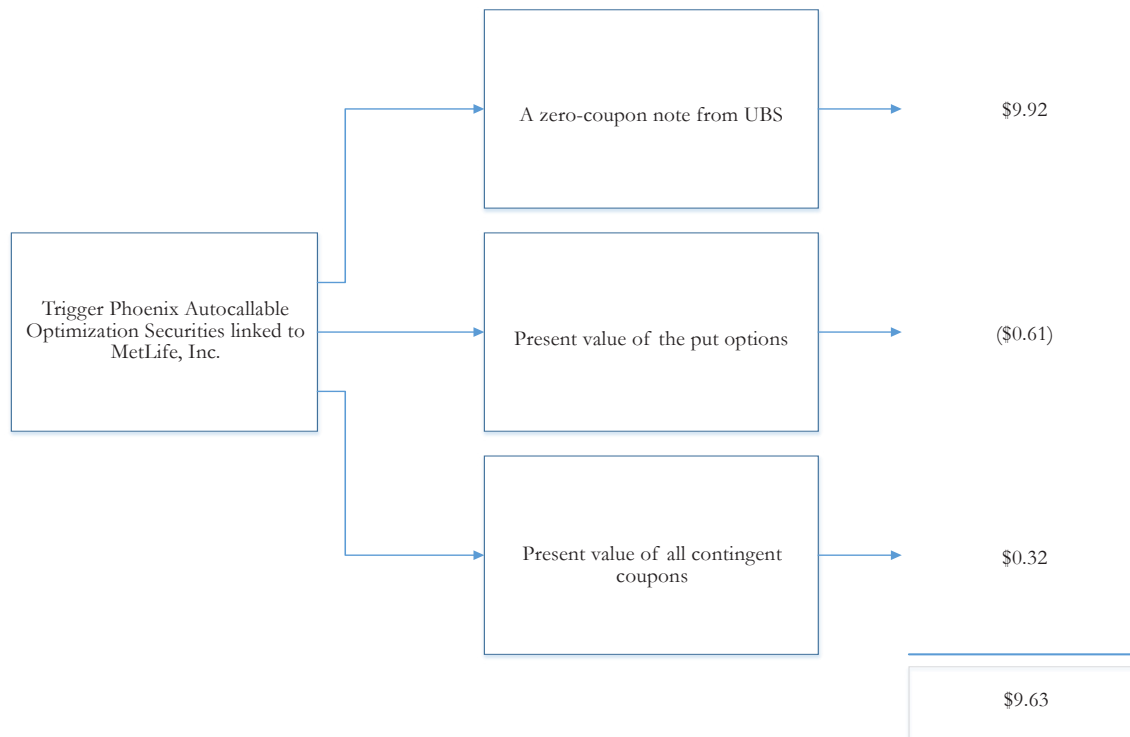 A zero-coupon note from UBS
$9.92
Trigger Phoenix Autocallable
Optimization Securities linked to
MetLife, Inc.
Present value of the put options
($0.61)
Present value of all contingent
coupons
$0.32
$9.63